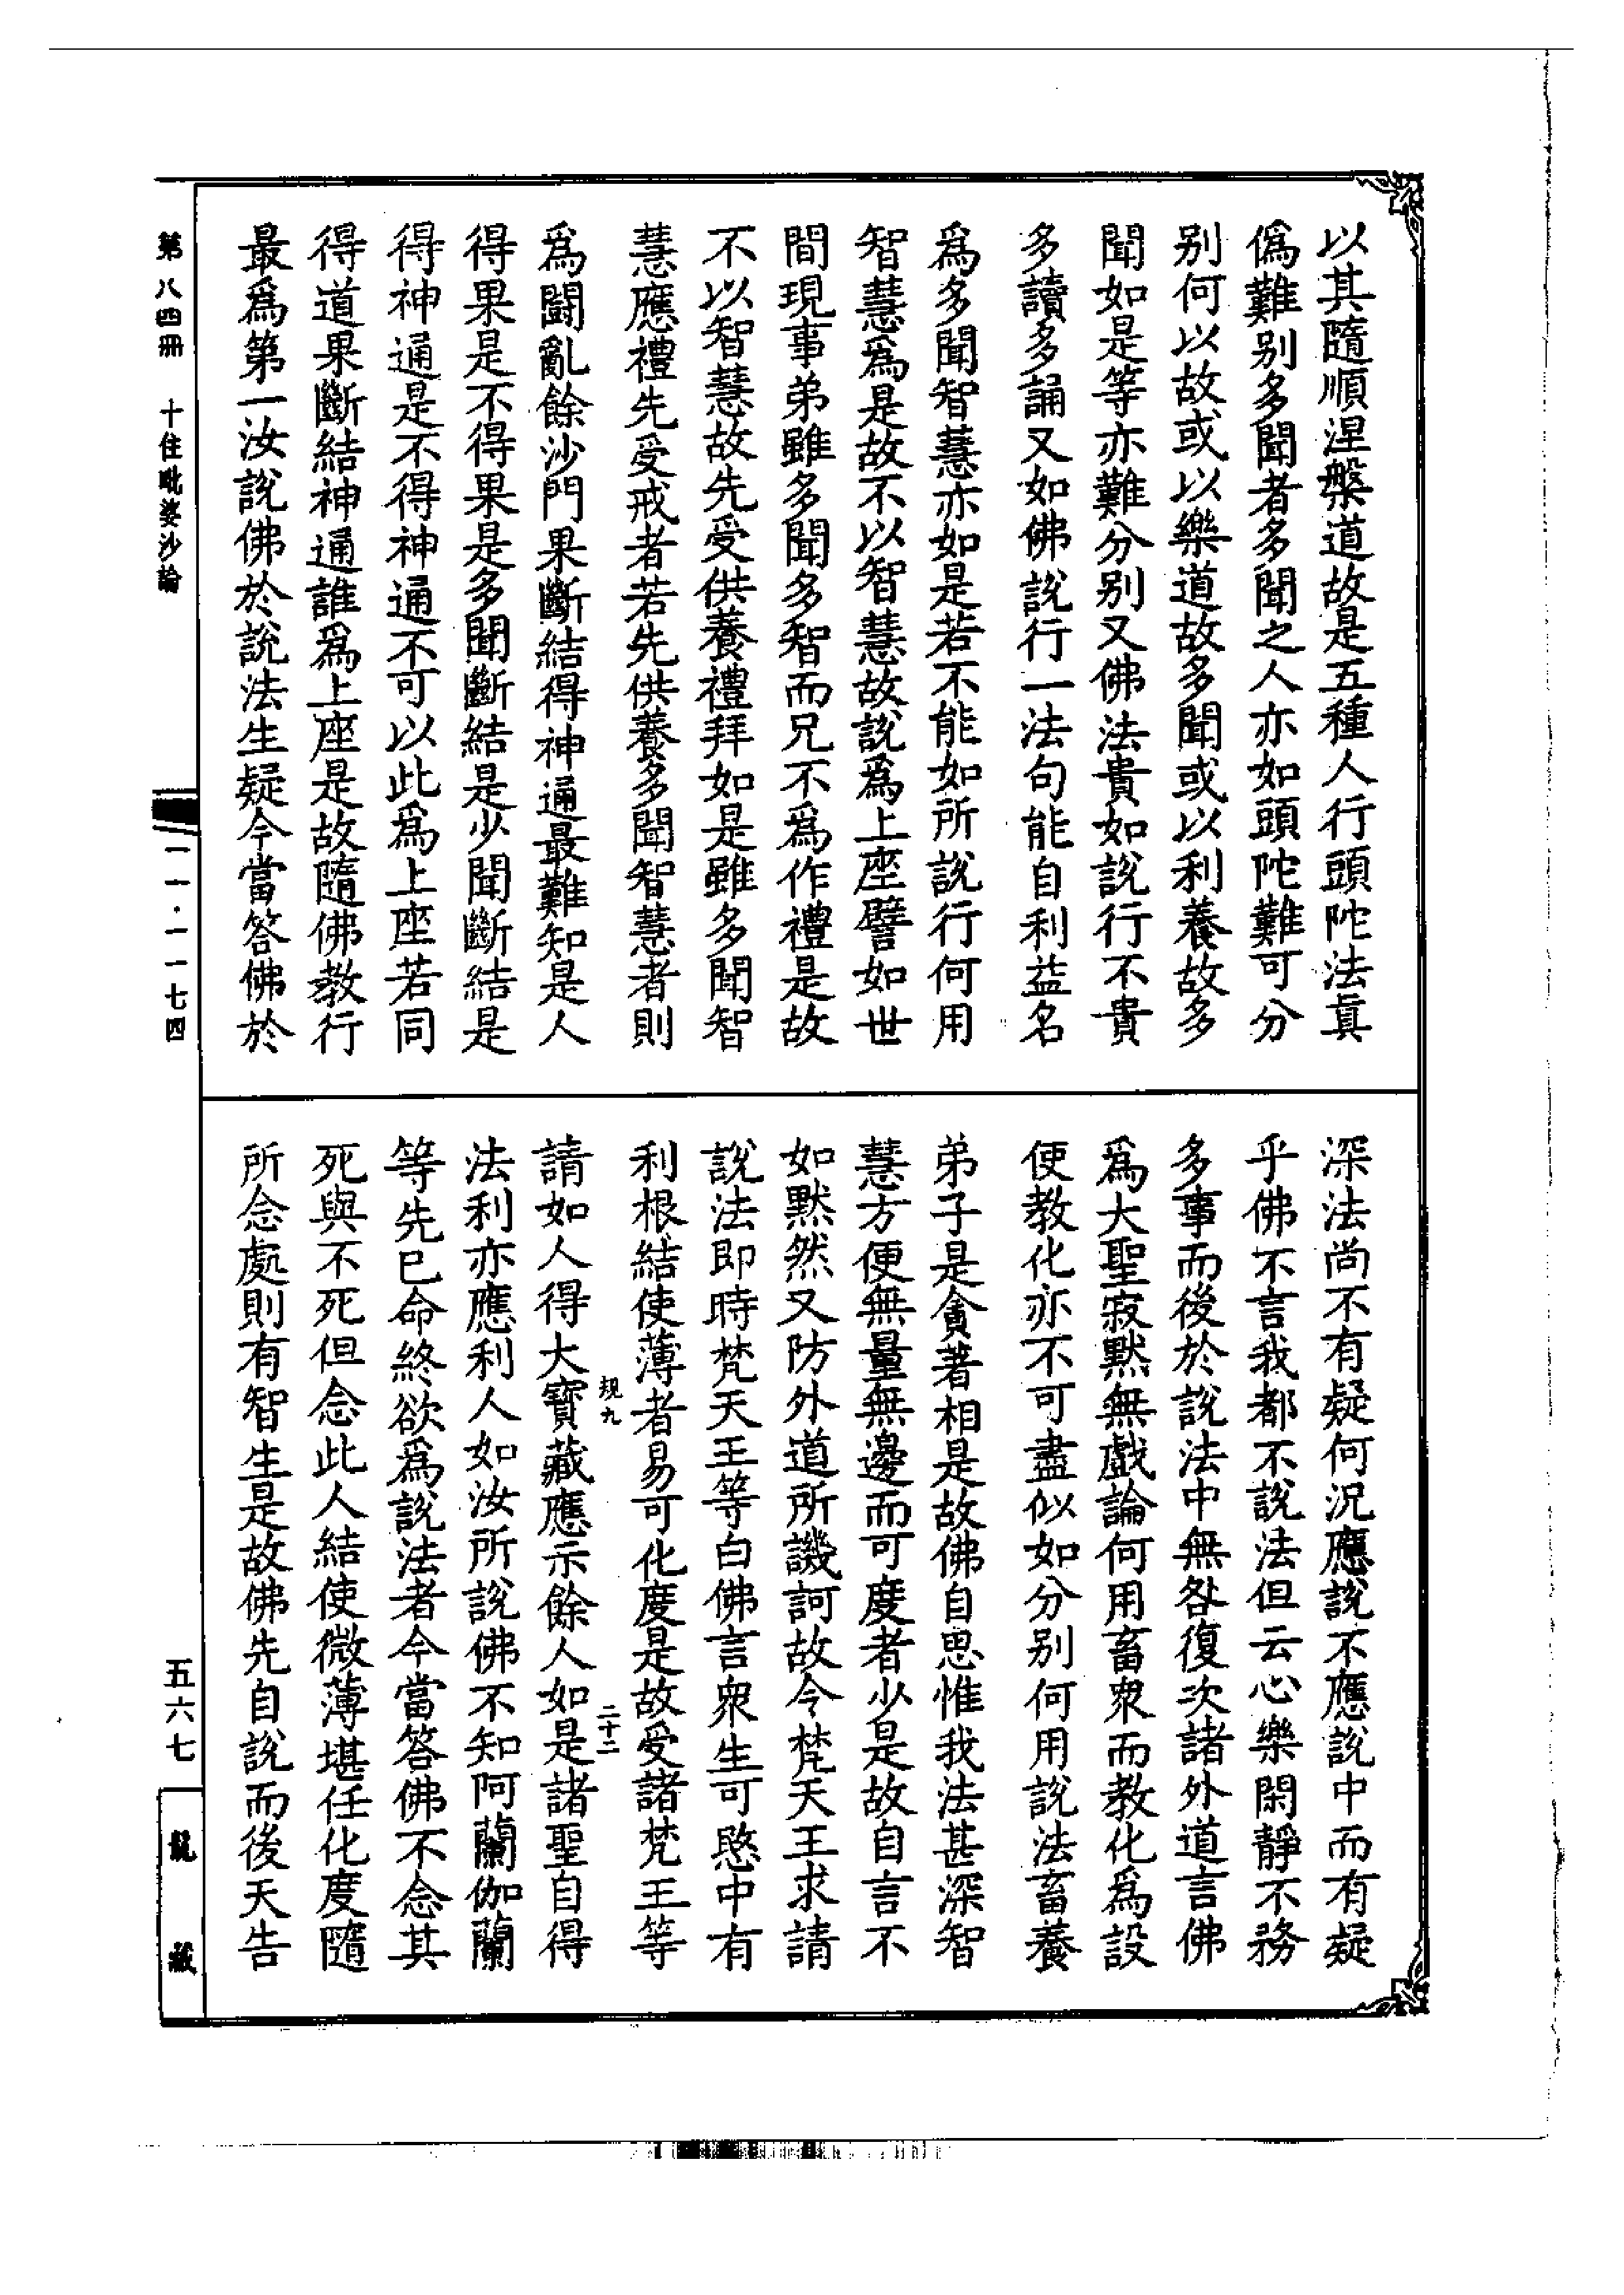 以其隨順涅槃道故是五種人行頭陀法真
偽難別多聞者多聞之人亦如頭陀難可分
別何以故或以樂道故多聞或以利養故多
聞如是等亦難分別又佛法貴如說行不貴
多讀多誦又如佛說行一法句能自利益名
為多聞智慧亦如是若不能如所說行何用
智慧為是故不以智慧故說為上座譬如世
間現事弟雖多聞多智而兄不為作禮是故
不以智慧故先受供養禮拜如是雖多聞智
慧應禮先受戒者若先供養多聞智慧者則
為鬪亂餘沙門果斷結得神通最難知是人
得果是不得果是多聞斷結是少聞斷結是
得神通是不得神通不可以此為上座若同
得道果斷結神通誰為上座是故隨佛教行
最為第一汝說佛於說法生疑今當答佛於
深法尚不有疑何況應說不應說中而有疑
乎佛不言我都不說法但云心樂閑靜不務
多事而後於說法中無咎復次諸外道言佛
為大聖寂默無戲論何用畜眾而教化為設
使教化亦不可盡似如分別何用說法畜養
弟子是貪著相是故佛自思惟我法甚深智
慧方便無量無邊而可度者少是故自言不
如默然又防外道所譏訶故令梵天王求請
說法即時梵天王等白佛言眾生可愍中有
利根結使薄者易可化度是故受諸梵王等
規九 二十二
請如人得大寶藏應示餘人如是諸聖自得
法利亦應利人如汝所說佛不知阿蘭伽蘭
等先已命終欲為說法者今當答佛不念其
死與不死但念此人結使微薄堪任化度隨
所念處則有智生是故佛先自說而後天告
第八四冊 十住毗婆沙論
一一·一一七四
五六七
龍藏